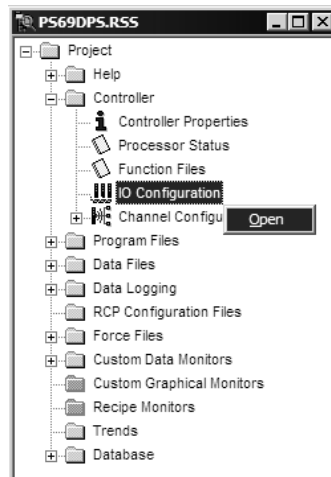 PS69DPS.RSS
Project
Help
Controller
Controller Properties
Processor Status
Function Files
IO Configuration
Channel Configu
Open
Program Files
Data Files
Data Logging
RCP Configuration Files
Force Files
Custom Data Monitors
Custom Graphical Monitors
Recipe Monitors
Trends
Database